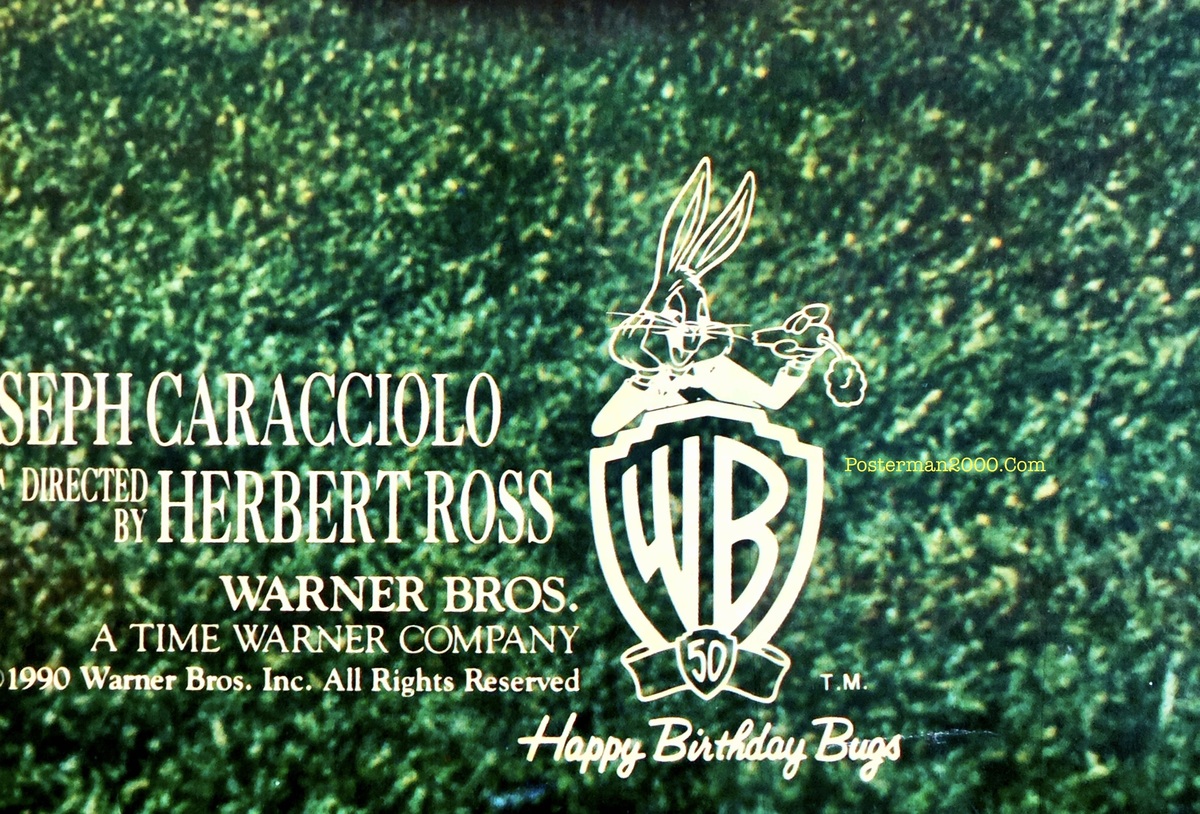 SEPH CARACCIOLO
DIRECTED BY HERBERT ROSS
WARNER BROS.
A TIME WARNER COMPANY
©1990 Warner Bros. Inc. All Rights Reserved
WB
50
T.M.
Happy Birthday Bugs
Posterman2000.Com